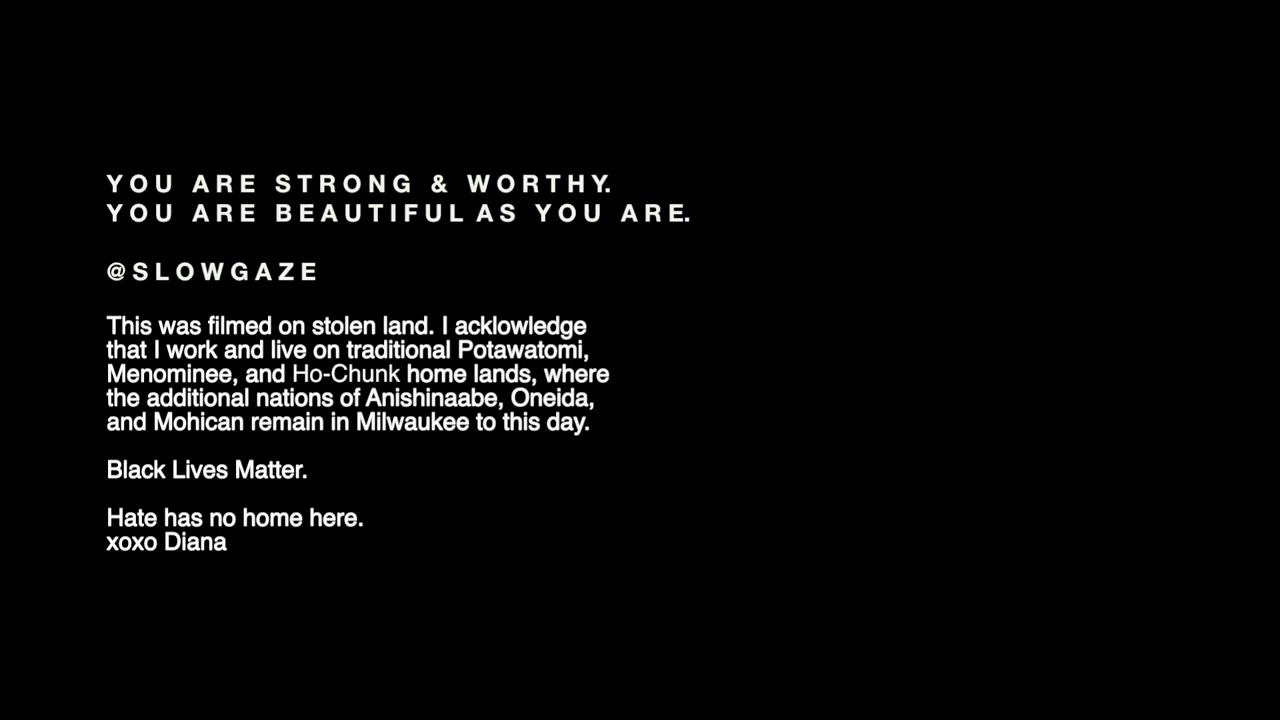 YOU ARE STRONG & WORTHY.
YOU ARE BEAUTIFUL AS YOU ARE.
@SLOWGAZE
This was filmed on stolen land. I acklowledge
that I work and live on traditional Potawatomi,
Menominee, and Ho-Chunk home lands, where
the additional nations of Anishinaabe, Oneida,
and Mohican remain in Milwaukee to this day.
Black Lives Matter.
Hate has no home here.
xoxo Diana